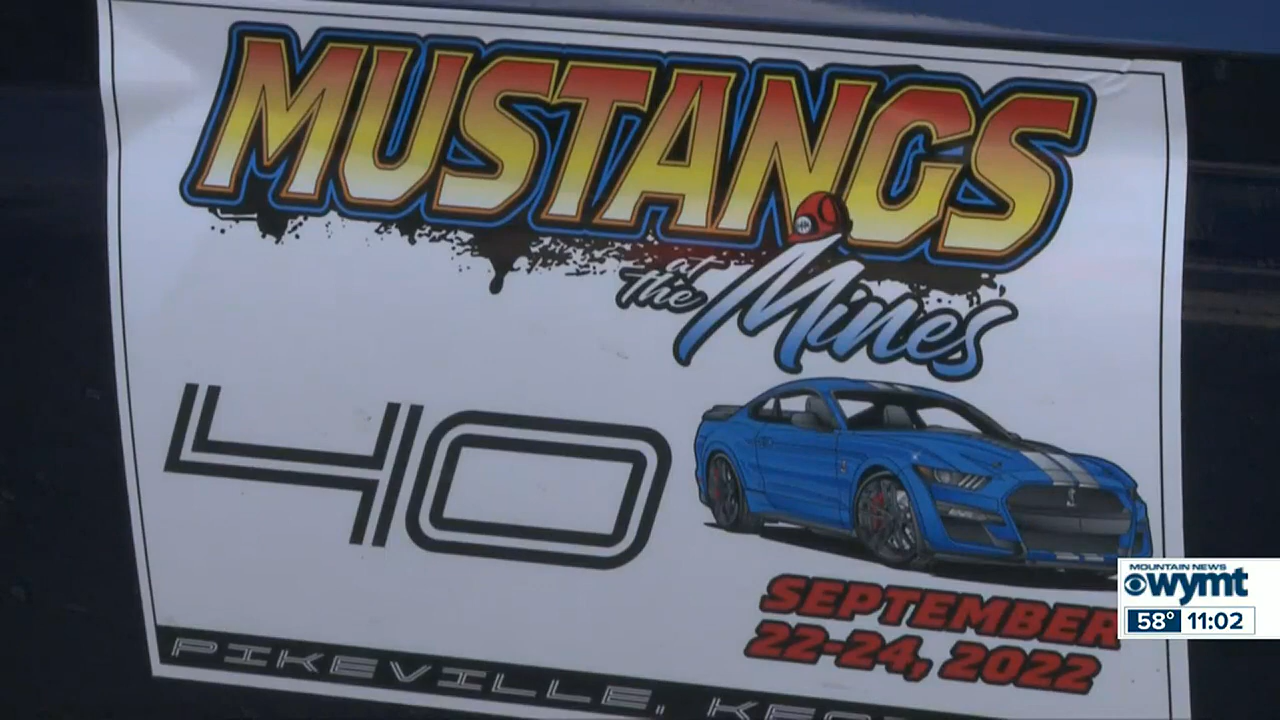 MUSTANGS
at
the Mines
40
SEPTEMBER
22-24, 2022
PIKEVILLE,
MOUNTAIN NEWS
wymt
58° 11:02